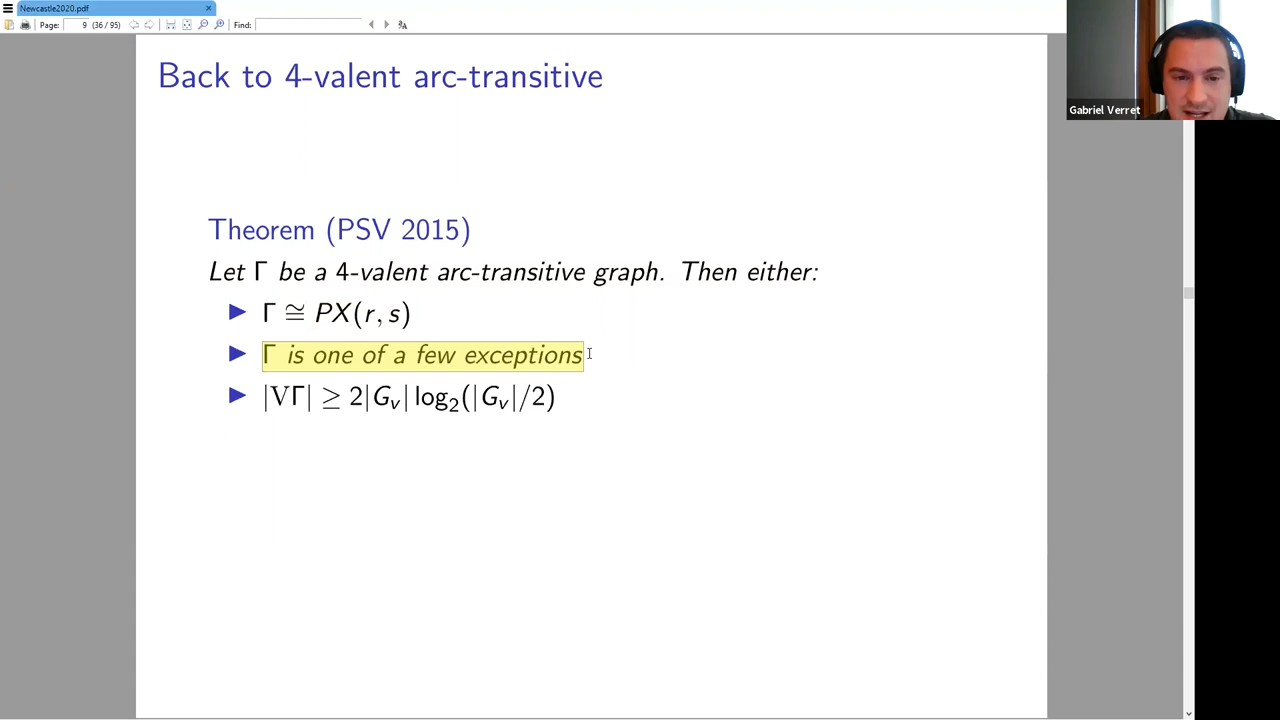 Newcastle2020.pdf
Page: 9 (36 / 95) Find:
Back to 4-valent arc-transitive
Gabriel Verret
Theorem (PSV 2015)
Let Γ be a 4-valent arc-transitive graph. Then either:
▶ Γ ≅ PX(r, s)
▶ Γ is one of a few exceptions
▶ |VΓ| ≥ 2|G_v| log₂(|G_v|/2)